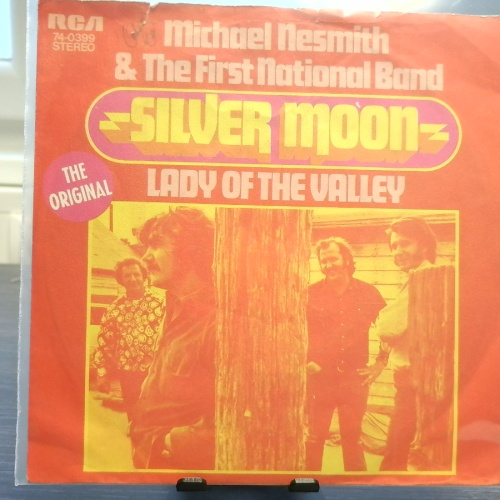 RCA
74-0399
STEREO
Michael Nesmith
& The First National Band
SILVER MOON
THE
ORIGINAL
LADY OF THE VALLEY